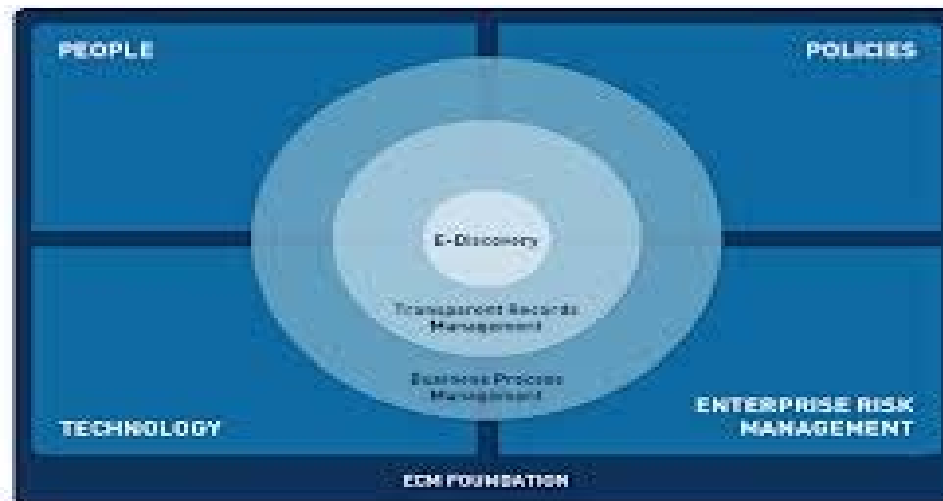 PEOPLE
POLICIES
E-Discovery
Transparent Records
Management
Business Process
Management
TECHNOLOGY
ENTERPRISE RISK
MANAGEMENT
ECM FOUNDATION